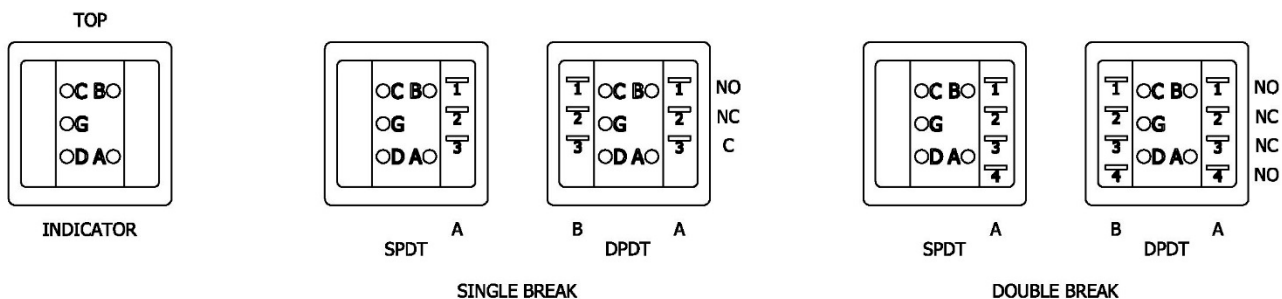 TOP
C B
G
D A
INDICATOR
C B 1
G 2
D A 3
A
SPDT
1 C B 1 NO
2 G 2 NC
3 D A 3 C
B A
DPDT
SINGLE BREAK
C B 1
G 2
D A 3
4
A
SPDT
1 C B 1 NO
2 G 2 NC
3 D A 3 NC
4 4 NO
B A
DPDT
DOUBLE BREAK